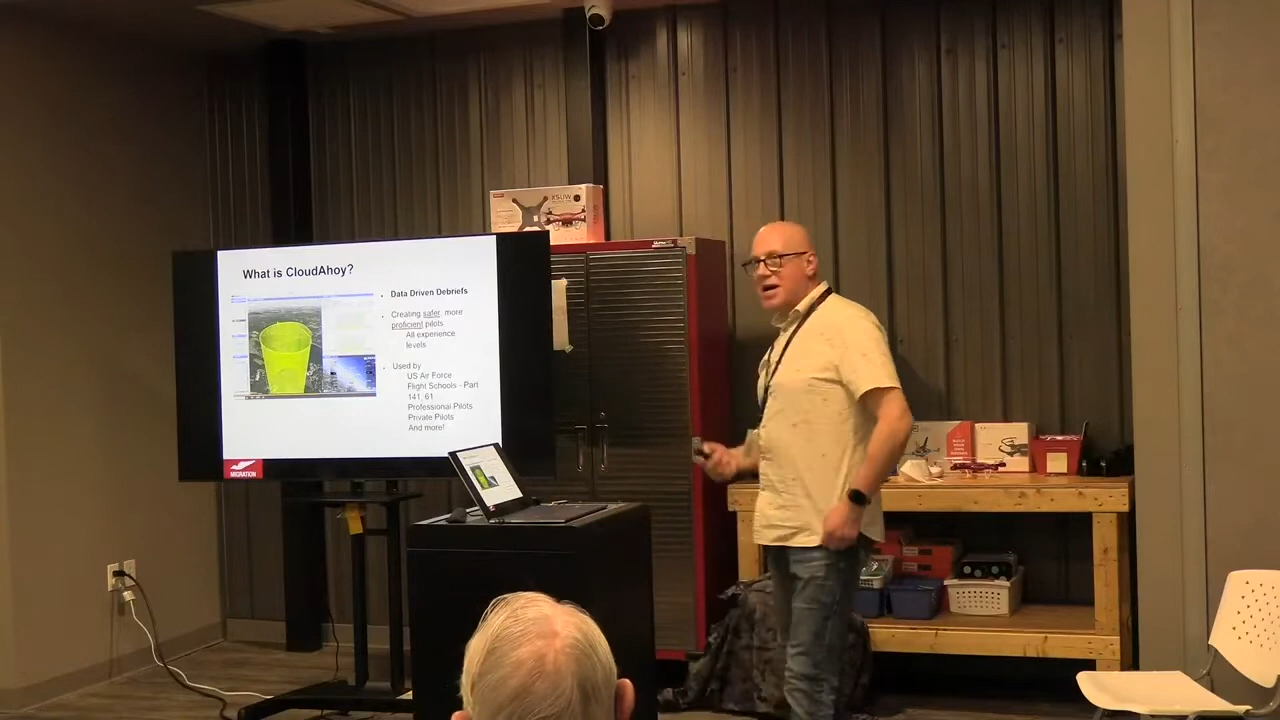 What is CloudAhoy?
Data Driven Debriefs
Creating safer, more
proficient pilots
All experience
levels
Used by
US Air Force
Flight Schools - Part
141, 61
Professional Pilots
Private Pilots
And more!
MIGRATION
X5UW